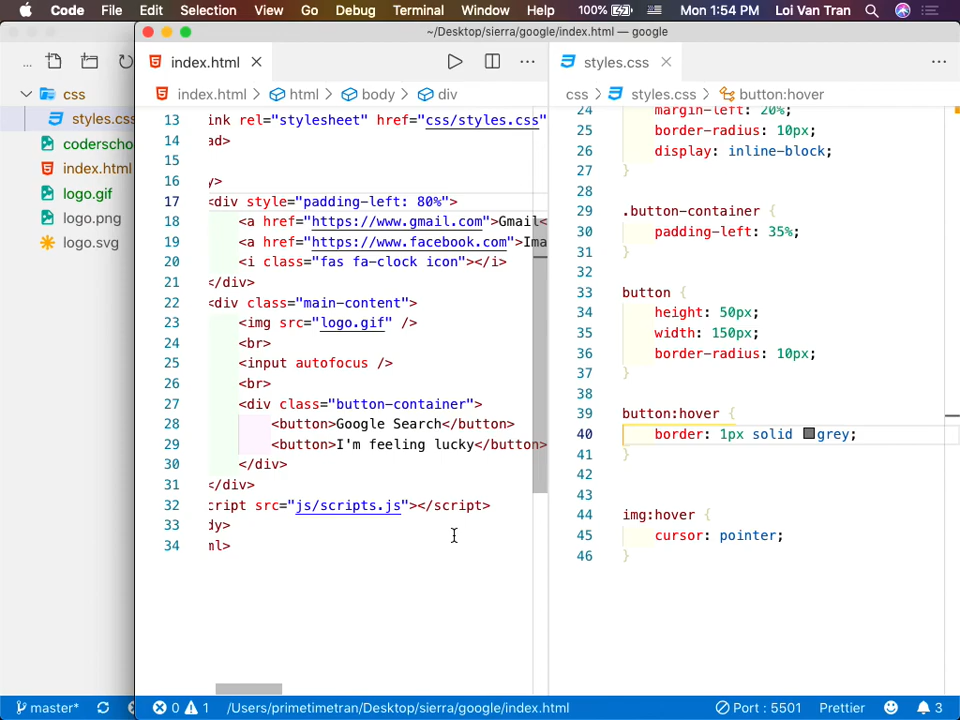 Code File Edit Selection View Go Debug Terminal Window Help 100% Mon 1:54 PM Loi Van Tran
~/Desktop/sierra/google/index.html — google
...
index.html
styles.css
css
styles.css
coderscho
index.html
logo.gif
logo.png
logo.svg
index.html > html > body > div
13 ink rel="stylesheet" href="css/styles.css"
14 ad>
15
16 y>
17 <div style="padding-left: 80%">
18 <a href="https://www.gmail.com">Gmail<
19 <a href="https://www.facebook.com">Ima
20 <i class="fas fa-clock icon"></i>
21 </div>
22 <div class="main-content">
23 <img src="logo.gif" />
24 <br>
25 <input autofocus />
26 <br>
27 <div class="button-container">
28 <button>Google Search</button>
29 <button>I'm feeling lucky</button>
30 </div>
31 </div>
32 cript src="js/scripts.js"></script>
33 dy>
34 ml>
css > styles.css > button:hover
24 margin-left: 20%;
25 border-radius: 10px;
26 display: inline-block;
27 }
28
29 .button-container {
30 padding-left: 35%;
31 }
32
33 button {
34 height: 50px;
35 width: 150px;
36 border-radius: 10px;
37 }
38
39 button:hover {
40 border: 1px solid grey;
41 }
42
43
44 img:hover {
45 cursor: pointer;
46 }
master* 0 1 /Users/primetimetran/Desktop/sierra/google/index.html Port : 5501 Prettier 3